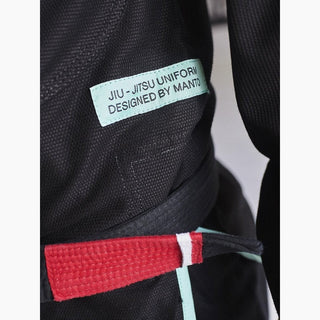 JIU - JITSU UNIFORM
DESIGNED BY MANTO